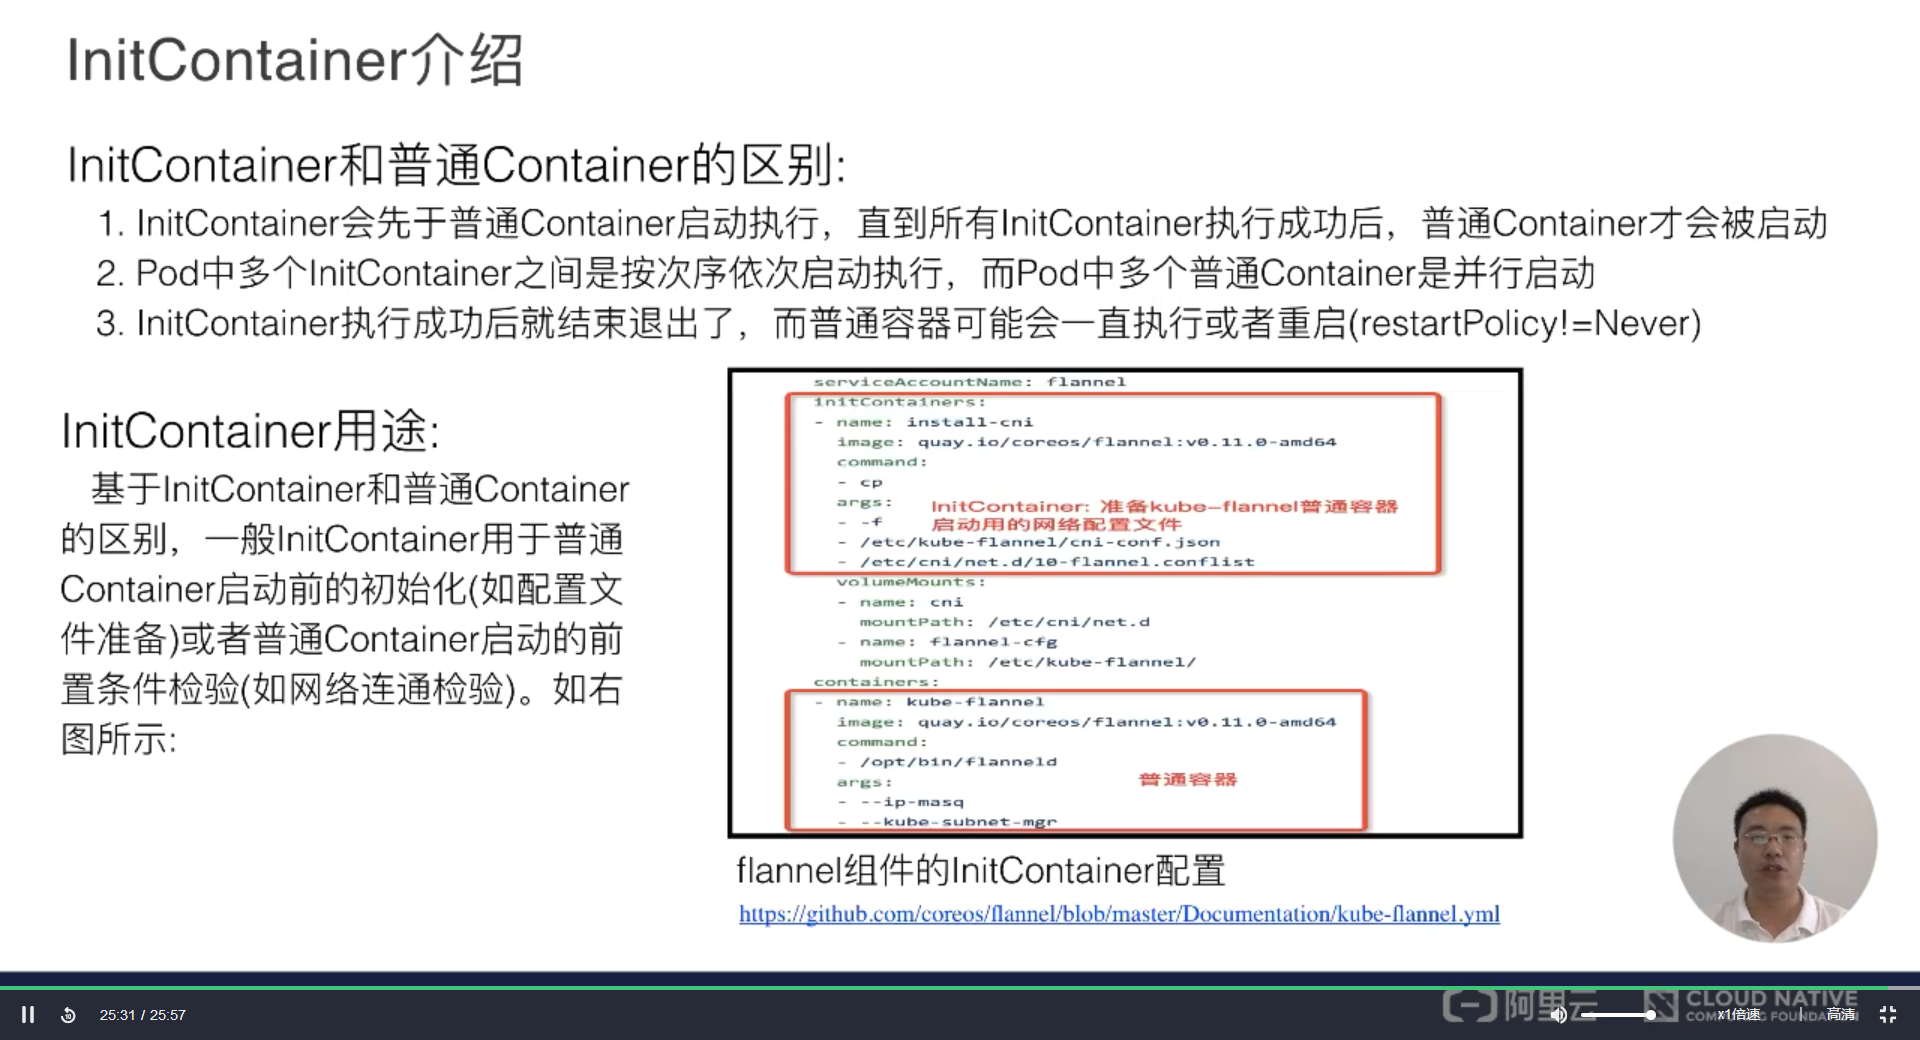 InitContainer介绍
InitContainer和普通Container的区别:
1. InitContainer会先于普通Container启动执行，直到所有InitContainer执行成功后，普通Container才会被启动
2. Pod中多个InitContainer之间是按次序依次启动执行，而Pod中多个普通Container是并行启动
3. InitContainer执行成功后就结束退出了，而普通容器可能会一直执行或者重启(restartPolicy!=Never)
InitContainer用途:
基于InitContainer和普通Container
的区别，一般InitContainer用于普通
Container启动前的初始化(如配置文
件准备)或者普通Container启动的前
置条件检验(如网络连通检验)。如右
图所示:
serviceAccountName: flannel
initContainers:
- name: install-cni
image: quay.io/coreos/flannel:v0.11.0-amd64
command:
- cp
args:
- -f
- /etc/kube-flannel/cni-conf.json
- /etc/cni/net.d/10-flannel.conflist
InitContainer: 准备kube-flannel普通容器
启动用的网络配置文件
volumeMounts:
- name: cni
mountPath: /etc/cni/net.d
- name: flannel-cfg
mountPath: /etc/kube-flannel/
containers:
- name: kube-flannel
image: quay.io/coreos/flannel:v0.11.0-amd64
command:
- /opt/bin/flanneld
args:
- --ip-masq
- --kube-subnet-mgr
普通容器
flannel组件的InitContainer配置
https://github.com/coreos/flannel/blob/master/Documentation/kube-flannel.yml
10
25:31 / 25:57
阿里云
CLOUD NATIVE
COMPUTING FOUNDATION
x1倍速
高清